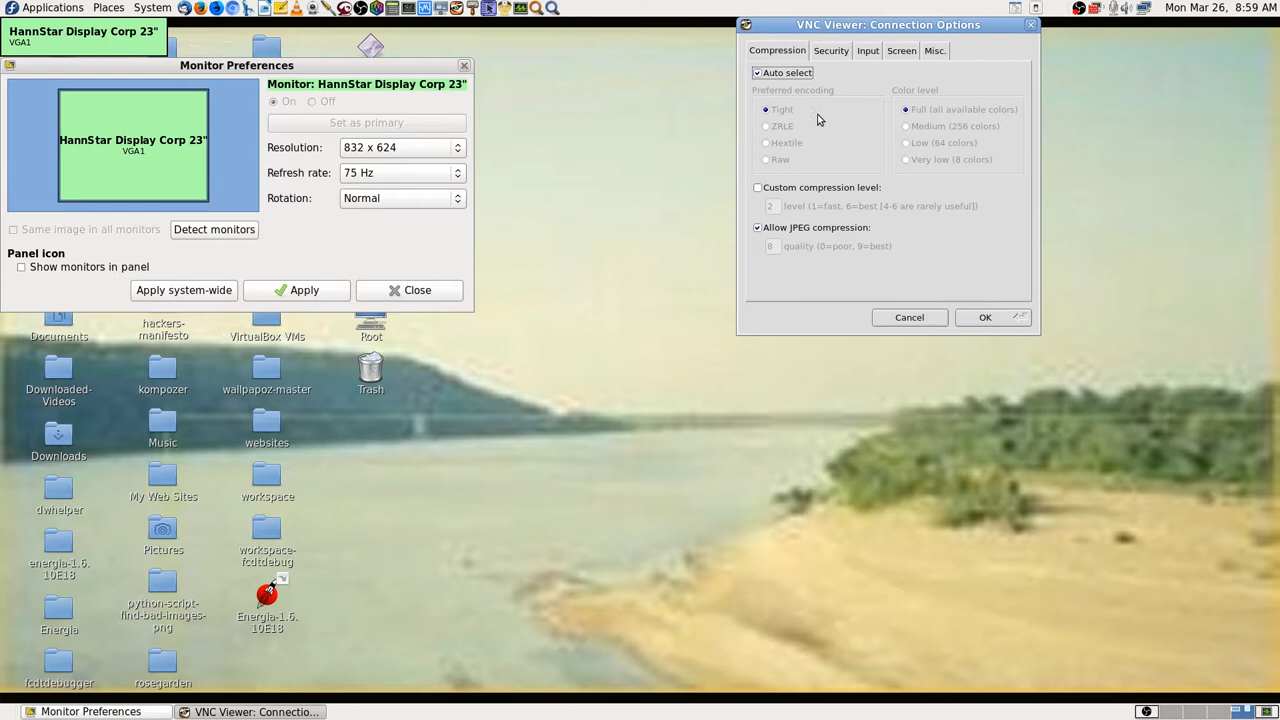 Applications Places System
Mon Mar 26, 8:59 AM
HannStar Display Corp 23"
VGA1
Monitor Preferences
HannStar Display Corp 23"
VGA1
Monitor: HannStar Display Corp 23"
On Off
Set as primary
Resolution: 832 x 624
Refresh rate: 75 Hz
Rotation: Normal
Same image in all monitors
Detect monitors
Panel icon
Show monitors in panel
Apply system-wide
Apply
Close
VNC Viewer: Connection Options
Compression Security Input Screen Misc.
Auto select
Preferred encoding
Tight
ZRLE
Hextile
Raw
Color level
Full (all available colors)
Medium (256 colors)
Low (64 colors)
Very low (8 colors)
Custom compression level:
2 level (1=fast, 6=best [4-6 are rarely useful])
Allow JPEG compression:
8 quality (0=poor, 9=best)
Cancel
OK
Documents
hackers-
manifesto
VirtualBox VMs
Root
Downloaded-
Videos
kompozer
wallpapoz-master
Trash
Downloads
Music
websites
dwhelper
My Web Sites
workspace
energia-1.6.
10E18
Pictures
workspace-
fcdtdebug
Energia
python-script-
find-bad-images-
png
Energia-1.6.
10E18
fcdtdebugger
rosegarden
Monitor Preferences
VNC Viewer: Connectio...